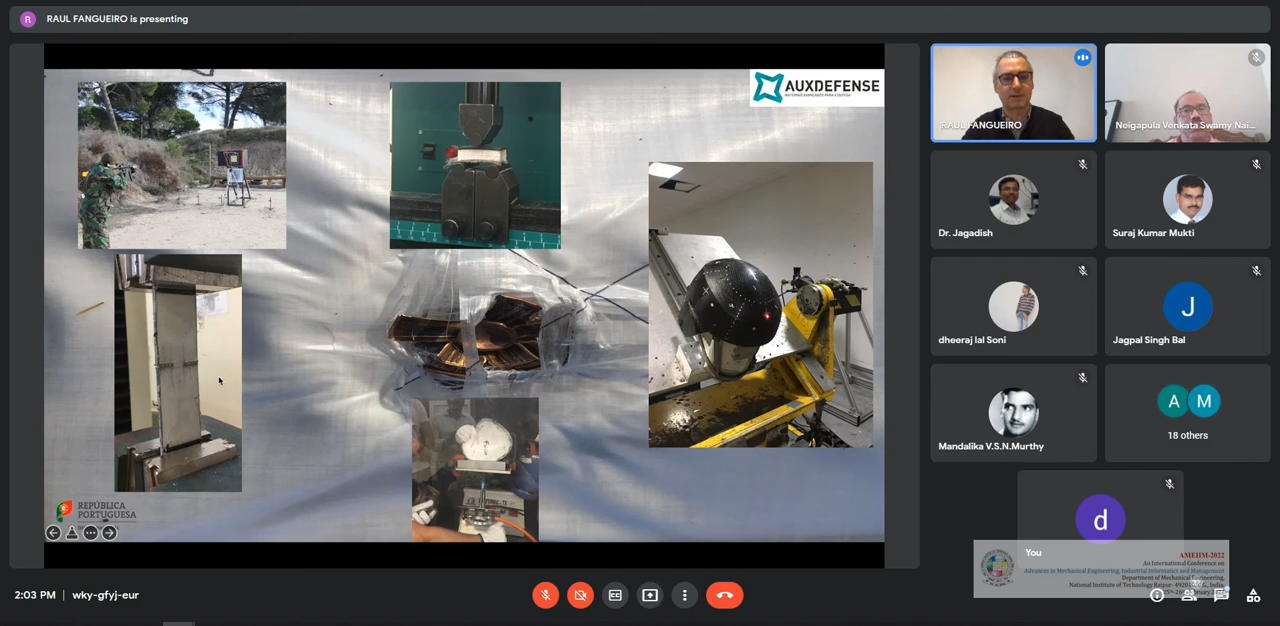 R
RAUL FANGUEIRO is presenting
AUXDEFENSE
MATERIAIS AVANÇADOS PARA A DEFESA
REPÚBLICA
PORTUGUESA
RAUL FANGUEIRO
Neigapula Venkata Swamy Nai...
Dr. Jagadish
Suraj Kumar Mukti
dheeraj lal Soni
J
Jagpal Singh Bal
Mandalika V.S.N.Murthy
A M
18 others
d
You
AMEIIM-2022
An International Conference on
Advances in Mechanical Engineering, Industrial Informatics and Management
Department of Mechanical Engineering,
National Institute of Technology Raipur- 492010, C.G., India,
2:03 PM | wky-gfyj-eur
CC